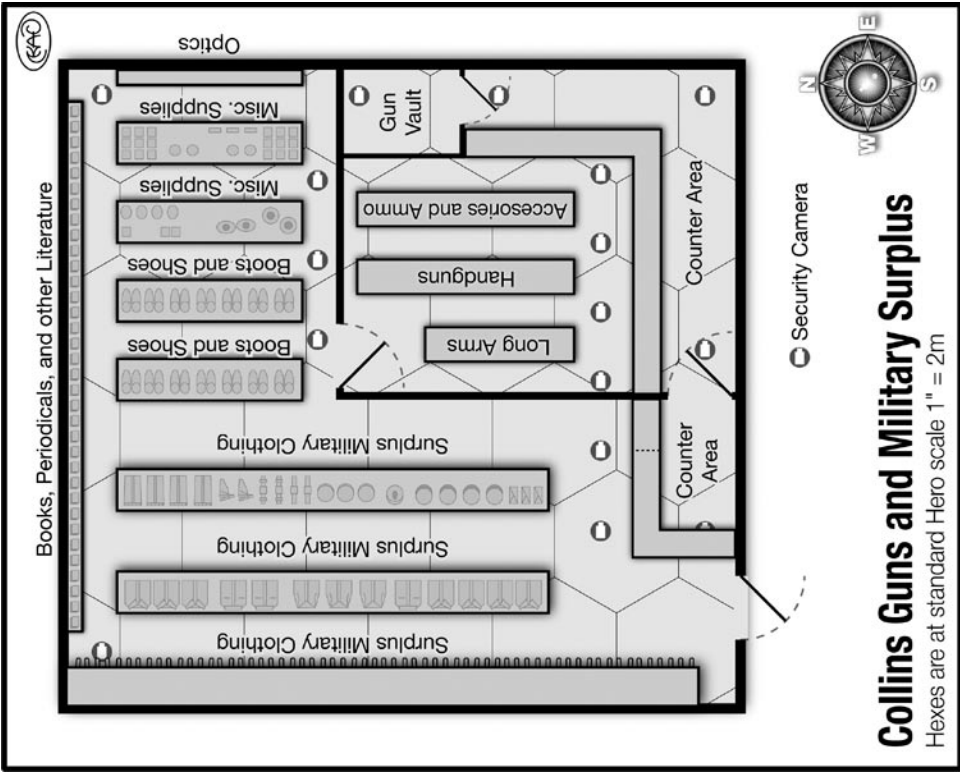 Optics
Misc. Supplies
Misc. Supplies
Boots and Shoes
Boots and Shoes
Surplus Military Clothing
Surplus Military Clothing
Surplus Military Clothing
Books, Periodicals, and other Literature
Gun
Vault
Accesories and Ammo
Handguns
Long Arms
Counter Area
Counter
Area
N
E
S
W
Security Camera
Collins Guns and Military Surplus
Hexes are at standard Hero scale 1" = 2m